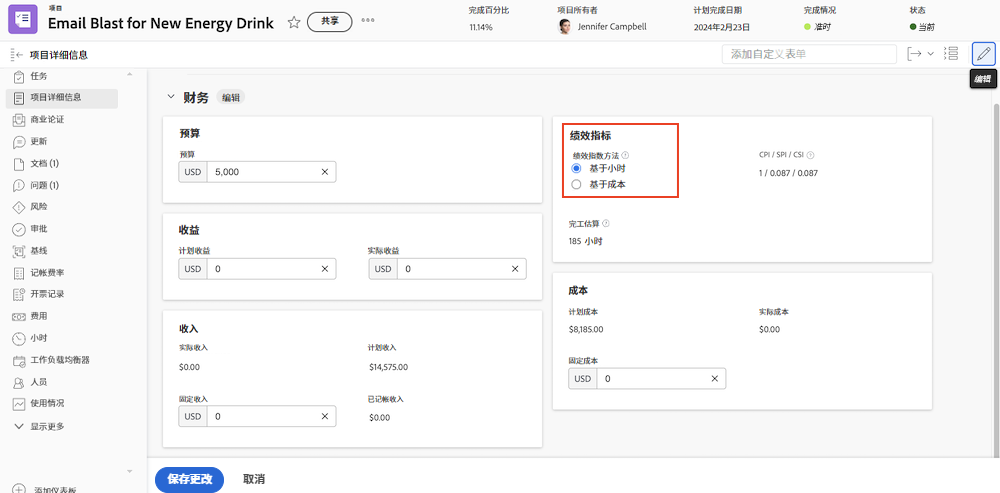 项目
Email Blast for New Energy Drink
共享
完成百分比
11.14%
项目所有者
Jennifer Campbell
计划完成日期
2024年2月23日
完成情况
准时
状态
当前
项目详细信息
添加自定义表单
编辑
任务
项目详细信息
商业论证
更新
文档 (1)
问题 (1)
风险
审批
基线
记帐费率
开票记录
费用
小时
工作负载均衡器
人员
使用情况
显示更多
添加仪表板
财务 编辑
预算
预算
USD 5,000
收益
计划收益
USD 0
实际收益
USD 0
收入
实际收入
$0.00
计划收入
$14,575.00
固定收入
USD 0
已记帐收入
$0.00
绩效指标
绩效指数方法
基于小时
基于成本
CPI / SPI / CSI
1 / 0.087 / 0.087
完工估算
185 小时
成本
计划成本
$8,185.00
实际成本
$0.00
固定成本
USD 0
保存更改
取消